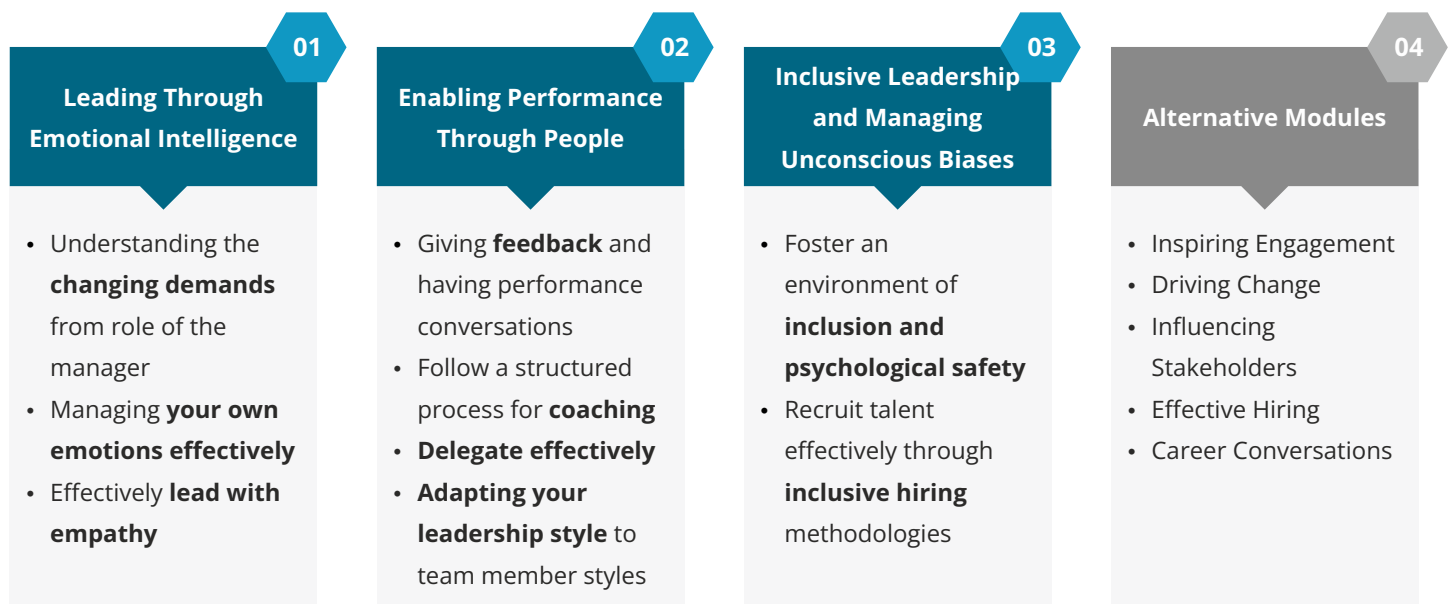 01
Leading Through
Emotional Intelligence
• Understanding the
changing demands
from role of the
manager
• Managing your own
emotions effectively
• Effectively lead with
empathy
02
Enabling Performance
Through People
• Giving feedback and
having performance
conversations
• Follow a structured
process for coaching
• Delegate effectively
• Adapting your
leadership style to
team member styles
03
Inclusive Leadership
and Managing
Unconscious Biases
• Foster an
environment of
inclusion and
psychological safety
• Recruit talent
effectively through
inclusive hiring
methodologies
04
Alternative Modules
• Inspiring Engagement
• Driving Change
• Influencing
Stakeholders
• Effective Hiring
• Career Conversations